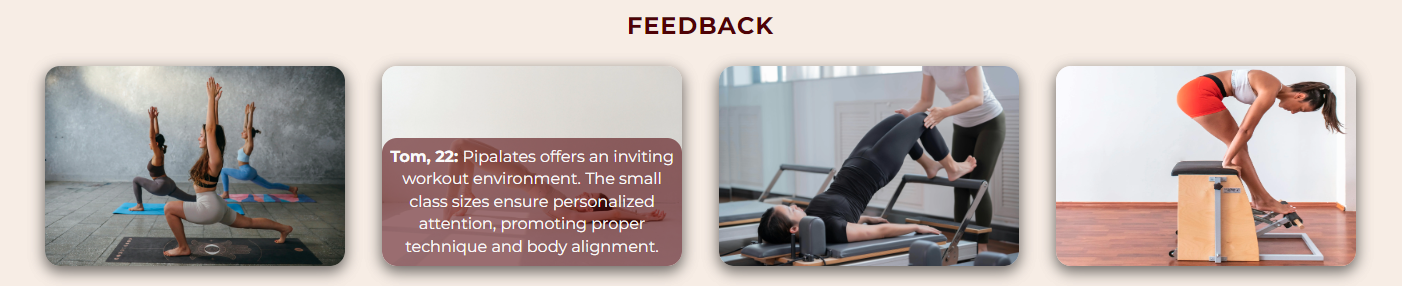 FEEDBACK
Tom, 22: Pipalates offers an inviting
workout environment. The small
class sizes ensure personalized
attention, promoting proper
technique and body alignment.